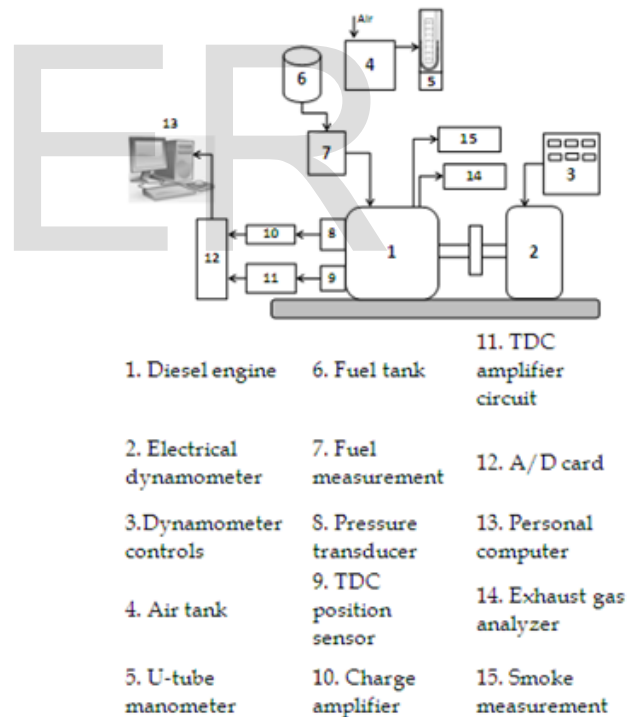 ER
Air
4
5
6
13
7
15
14
3
8
10
12
1
2
11
9
1. Diesel engine
6. Fuel tank
11. TDC
amplifier
circuit
2. Electrical
dynamometer
7. Fuel
measurement
12. A/D card
3.Dynamometer
controls
8. Pressure
transducer
13. Personal
computer
4. Air tank
9. TDC
position
sensor
14. Exhaust gas
analyzer
5. U-tube
manometer
10. Charge
amplifier
15. Smoke
measurement